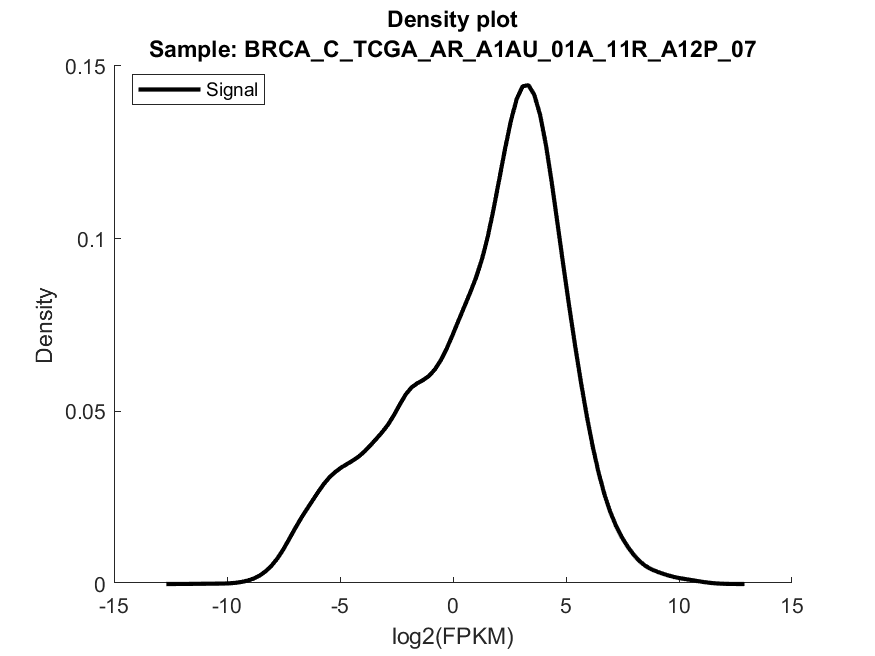 Density plot
Sample: BRCA_C_TCGA_AR_A1AU_01A_11R_A12P_07
0.15
Signal
0.1
Density
0.05
0
-15
-10
-5
0
5
10
15
log2(FPKM)